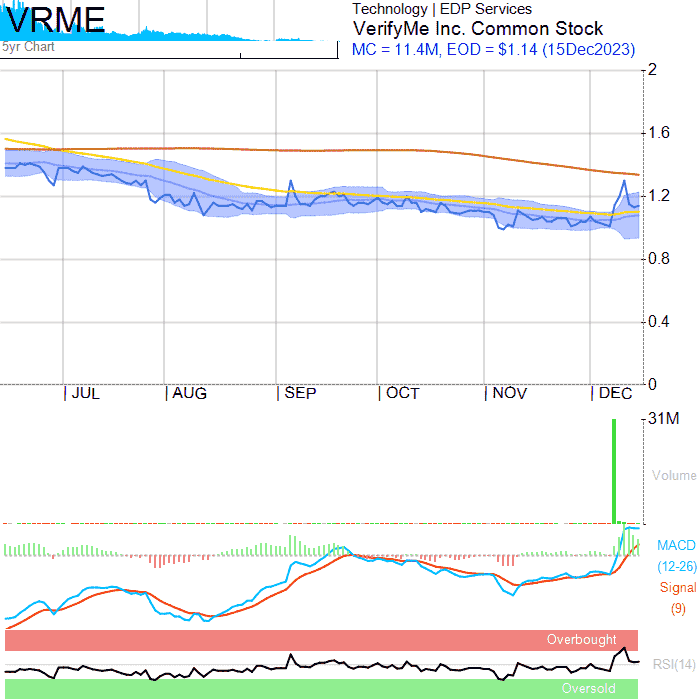 VRME
5yr Chart
Technology | EDP Services
VerifyMe Inc. Common Stock
MC = 11.4M, EOD = $1.14 (15Dec2023)
2
1.6
1.2
0.8
0.4
0
JUL
AUG
SEP
OCT
NOV
DEC
31M
Volume
MACD
(12-26)
Signal
(9)
Overbought
RSI(14)
Oversold